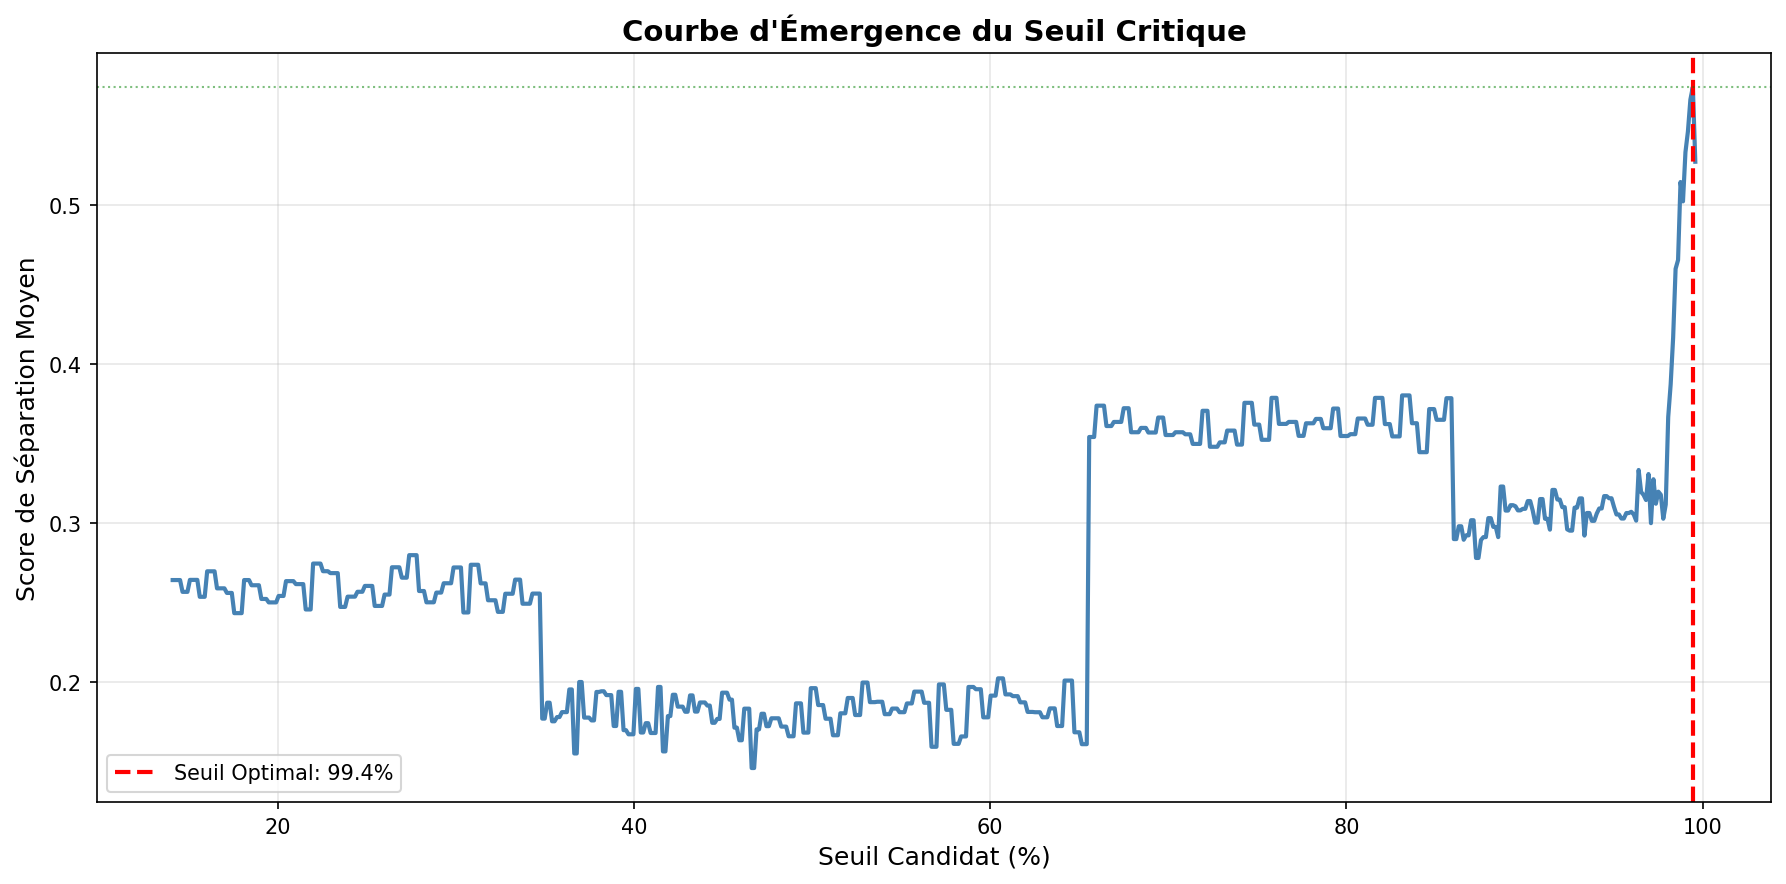 Courbe d'Émergence du Seuil Critique
Score de Séparation Moyen
0.5
0.4
0.3
0.2
Seuil Optimal: 99.4%
20 40 60 80 100
Seuil Candidat (%)